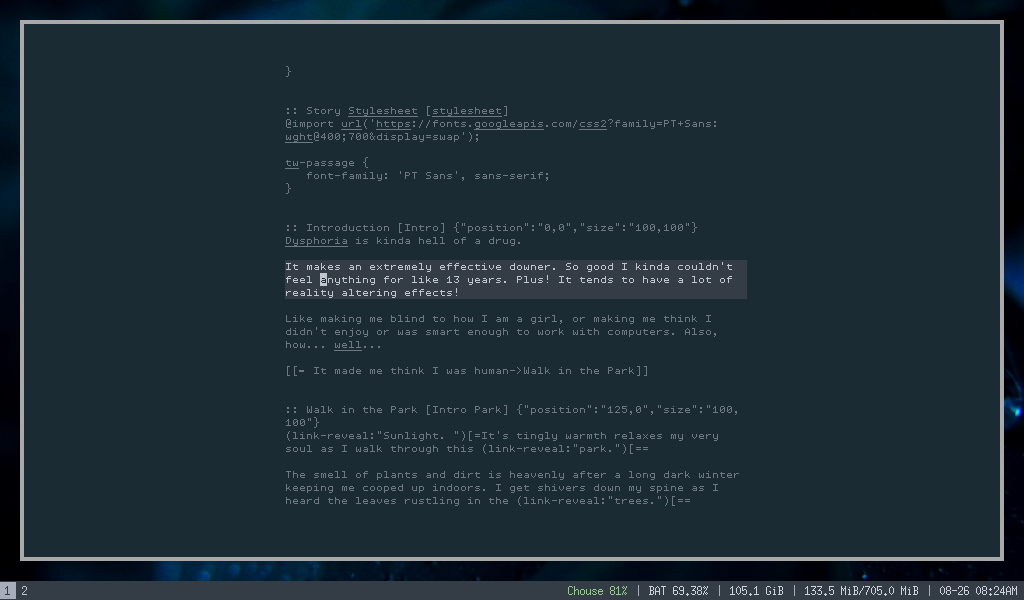 }
:: Story Stylesheet [stylesheet]
@import url('https://fonts.googleapis.com/css2?family=PT+Sans:
wght@400;700&display=swap');
tw-passage {
font-family: 'PT Sans', sans-serif;
}
:: Introduction [Intro] {"position":"0,0","size":"100,100"}
Dysphoria is kinda hell of a drug.
It makes an extremely effective downer. So good I kinda couldn't
feel anything for like 13 years. Plus! It tends to have a lot of
reality altering effects!
Like making me blind to how I am a girl, or making me think I
didn't enjoy or was smart enough to work with computers. Also,
how... well...
[[= It made me think I was human->Walk in the Park]]
:: Walk in the Park [Intro Park] {"position":"125,0","size":"100,
100"}
(link-reveal:"Sunlight. ")[=It's tingly warmth relaxes my very
soul as I walk through this (link-reveal:"park.")[==
The smell of plants and dirt is heavenly after a long dark winter
keeping me cooped up indoors. I get shivers down my spine as I
heard the leaves rustling in the (link-reveal:"trees.")[==
1 2 Chouse 81% | BAT 69.38% | 105.1 GiB | 133.5 MiB/705.0 MiB | 08-26 08:24AM